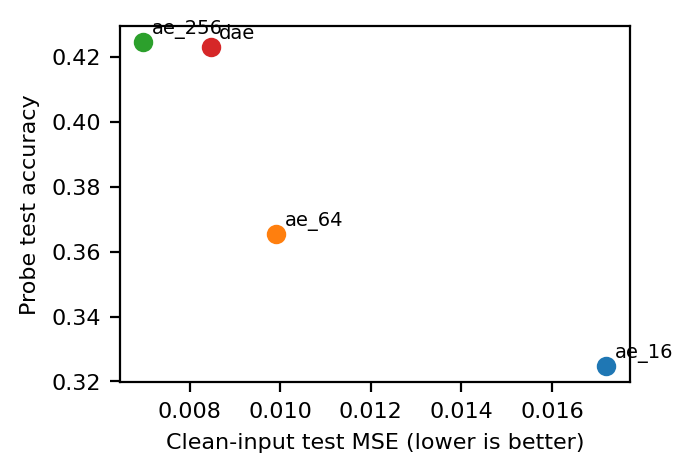 ae_256
dae
0.42
0.40
0.38
ae_64
0.36
0.34
ae_16
0.32
Probe test accuracy
0.008
0.010
0.012
0.014
0.016
Clean-input test MSE (lower is better)